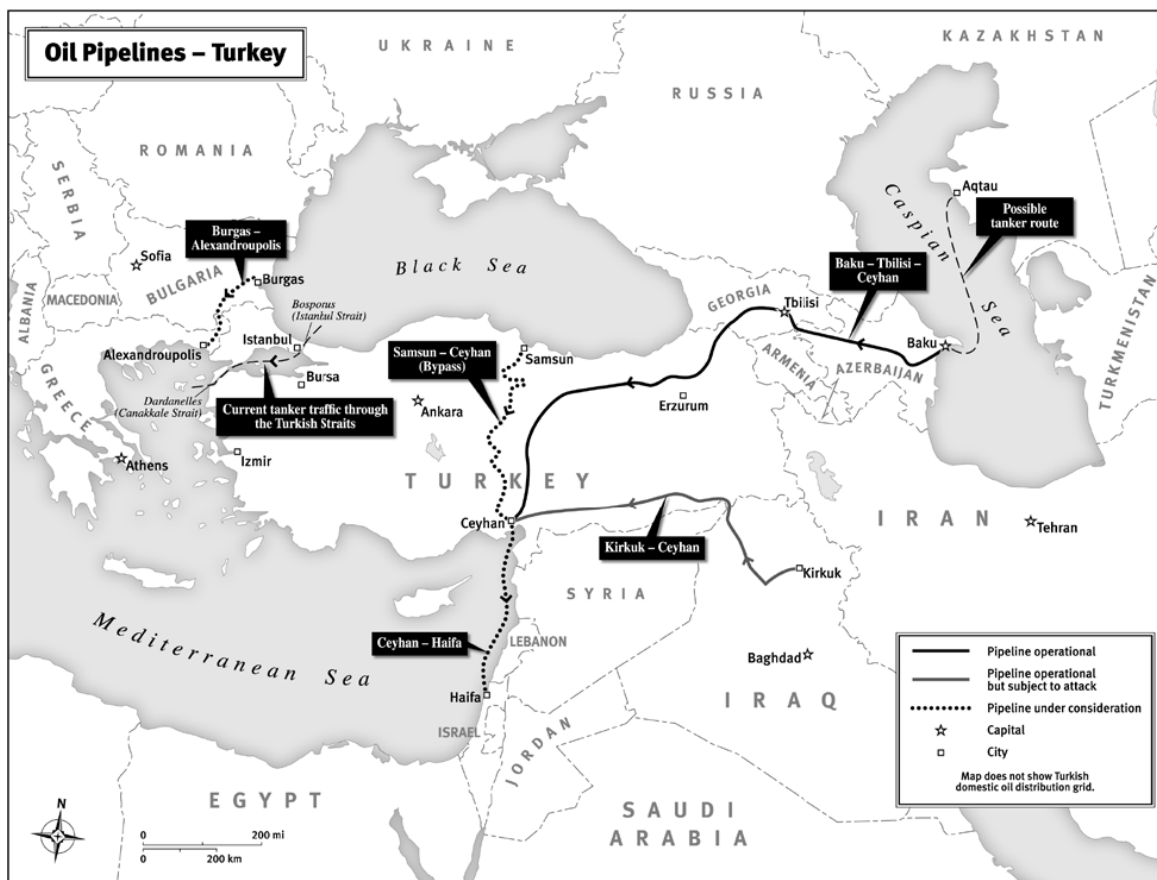 Oil Pipelines – Turkey
UKRAINE
KAZAKHSTAN
RUSSIA
ROMANIA
SERBIA
Aqtau
Caspian Sea
Possible
tanker route
Burgas –
Alexandroupolis
Sofia
BULGARIA
Burgas
Black Sea
Baku – Tbilisi –
Ceyhan
ALBANIA
MACEDONIA
Bosporus
(Istanbul Strait)
GEORGIA
Tbilisi
TURKMENISTAN
Alexandroupolis
Istanbul
Samsun – Ceyhan
(Bypass)
Samsun
Baku
ARMENIA
AZERBAIJAN
GREECE
Bursa
Dardanelles
(Canakkale Strait)
Current tanker traffic through
the Turkish Straits
Ankara
Erzurum
Athens
Izmir
TURKEY
IRAN
Ceyhan
Tehran
Kirkuk – Ceyhan
Kirkuk
SYRIA
Mediterranean Sea
Ceyhan – Haifa
LEBANON
Baghdad
Haifa
IRAQ
ISRAEL
JORDAN
EGYPT
SAUDI
ARABIA
Pipeline operational
Pipeline operational
but subject to attack
Pipeline under consideration
Capital
City
Map does not show Turkish
domestic oil distribution grid.
N
0 200 mi
0 200 km